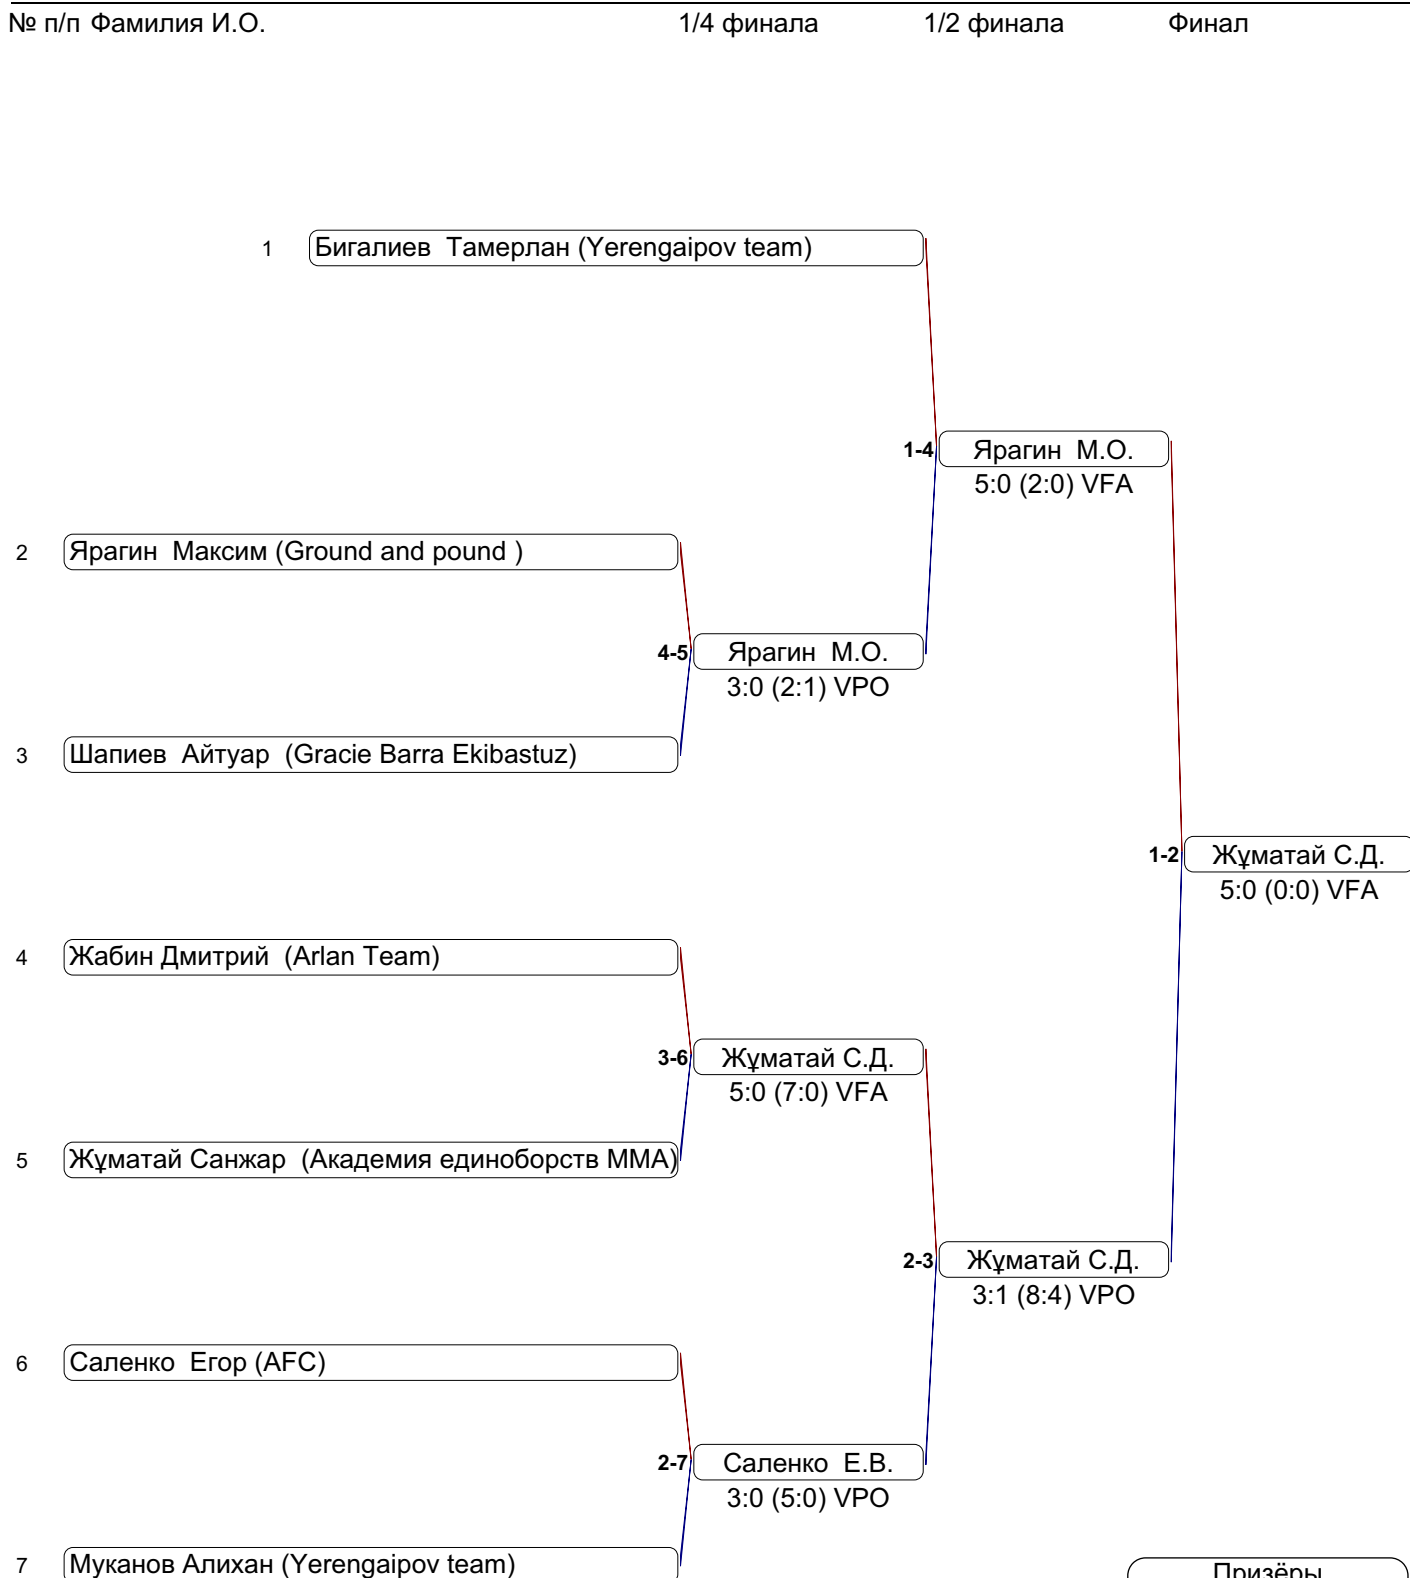 № п/п Фамилия И.О. 1/4 финала 1/2 финала Финал
1 Бигалиев Тамерлан (Yerengaipov team)
1-4 Ярагин М.О.
5:0 (2:0) VFA
2 Ярагин Максим (Ground and pound )
4-5 Ярагин М.О.
3:0 (2:1) VPO
3 Шапиев Айтуар (Gracie Barra Ekibastuz)
1-2 Жұматай С.Д.
5:0 (0:0) VFA
4 Жабин Дмитрий (Arlan Team)
3-6 Жұматай С.Д.
5:0 (7:0) VFA
5 Жұматай Санжар (Академия единоборств ММА)
2-3 Жұматай С.Д.
3:1 (8:4) VPO
6 Саленко Егор (AFC)
2-7 Саленко Е.В.
3:0 (5:0) VPO
7 Муканов Алихан (Yerengaipov team)
Призёры